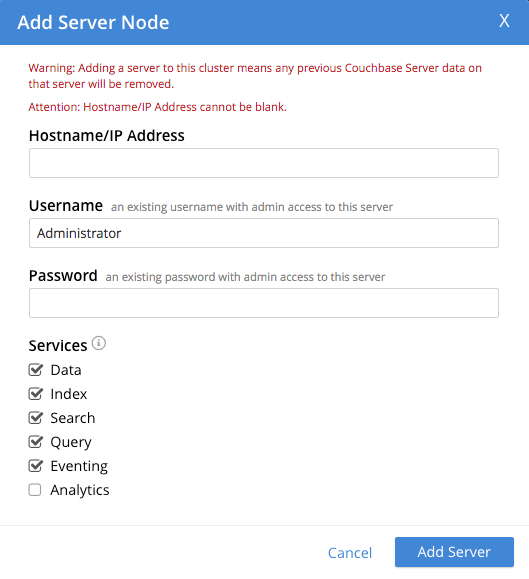 Add Server Node X
Warning: Adding a server to this cluster means any previous Couchbase Server data on
that server will be removed.
Attention: Hostname/IP Address cannot be blank.
Hostname/IP Address
Username an existing username with admin access to this server
Administrator
Password an existing password with admin access to this server
Services i
Data
Index
Search
Query
Eventing
Analytics
Cancel Add Server